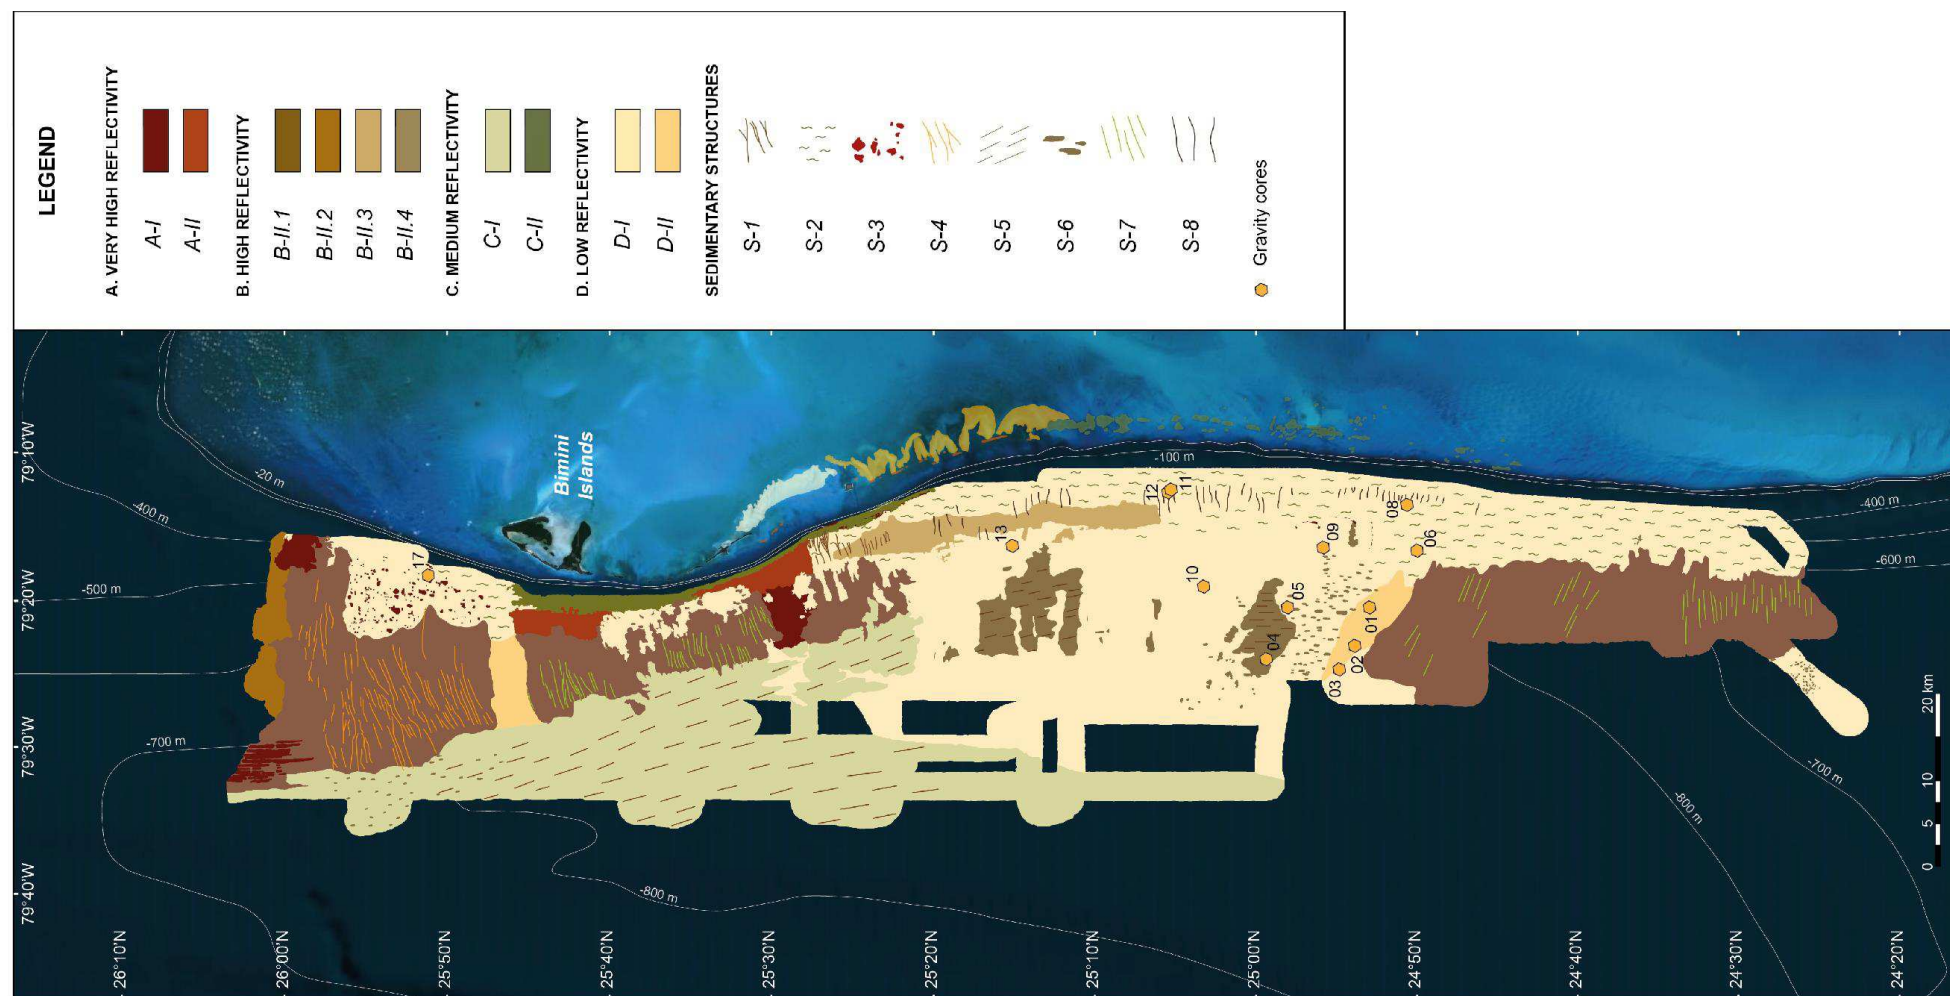 LEGEND
A. VERY HIGH REFLECTIVITY
A-I
A-II
B. HIGH REFLECTIVITY
B-II.1
B-II.2
B-II.3
B-II.4
C. MEDIUM REFLECTIVITY
C-I
C-II
D. LOW REFLECTIVITY
D-I
D-II
SEDIMENTARY STRUCTURES
S-1
S-2
S-3
S-4
S-5
S-6
S-7
S-8
Gravity cores
79°10'W
79°20'W
79°30'W
79°40'W
26°10'N
26°00'N
25°50'N
25°40'N
25°30'N
25°20'N
25°10'N
25°00'N
24°50'N
24°40'N
24°30'N
24°20'N
Bimini
Islands
-20 m
-400 m
-500 m
-700 m
-800 m
-100 m
-400 m
-600 m
-700 m
-800 m
17
13
12
11
10
09
08
06
05
04
03
02
01
0 5 10 20 km